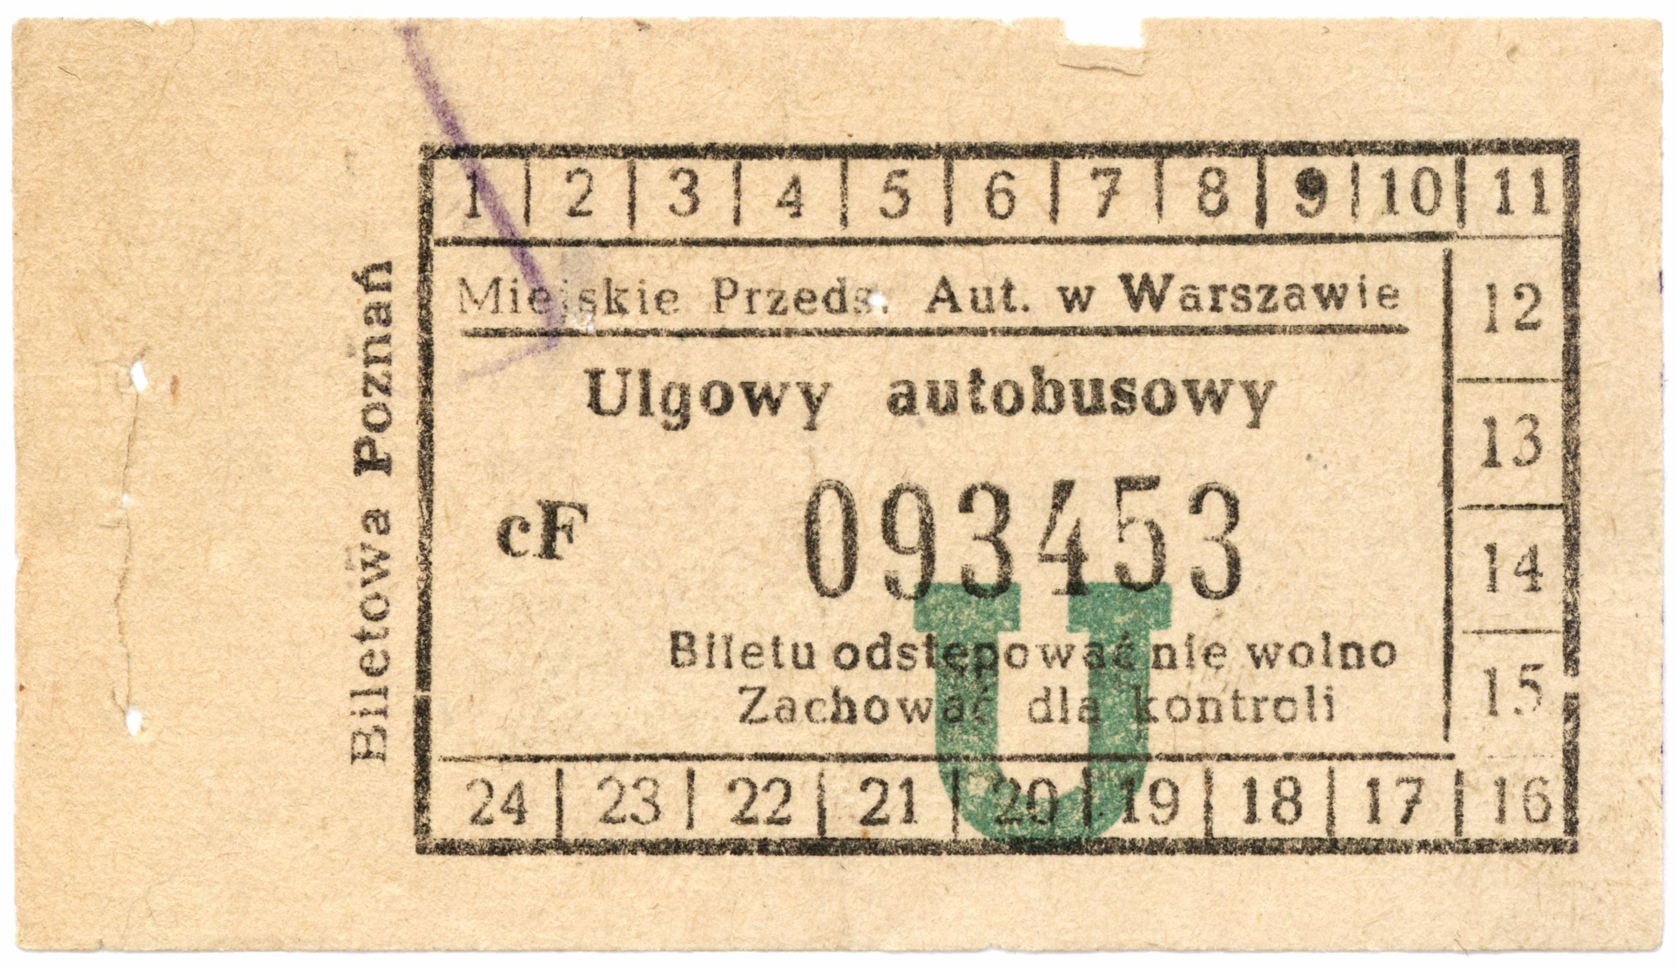 1 | 2 | 3 | 4 | 5 | 6 | 7 | 8 | 9 | 10 | 11
Miejskie Przeds. Aut. w Warszawie
12
Ulgowy autobusowy
13
cF 093453
14
U
Biletu odstępować nie wolno
15
Zachować dla kontroli
24 | 23 | 22 | 21 | 20 | 19 | 18 | 17 | 16
Biletowa Poznań